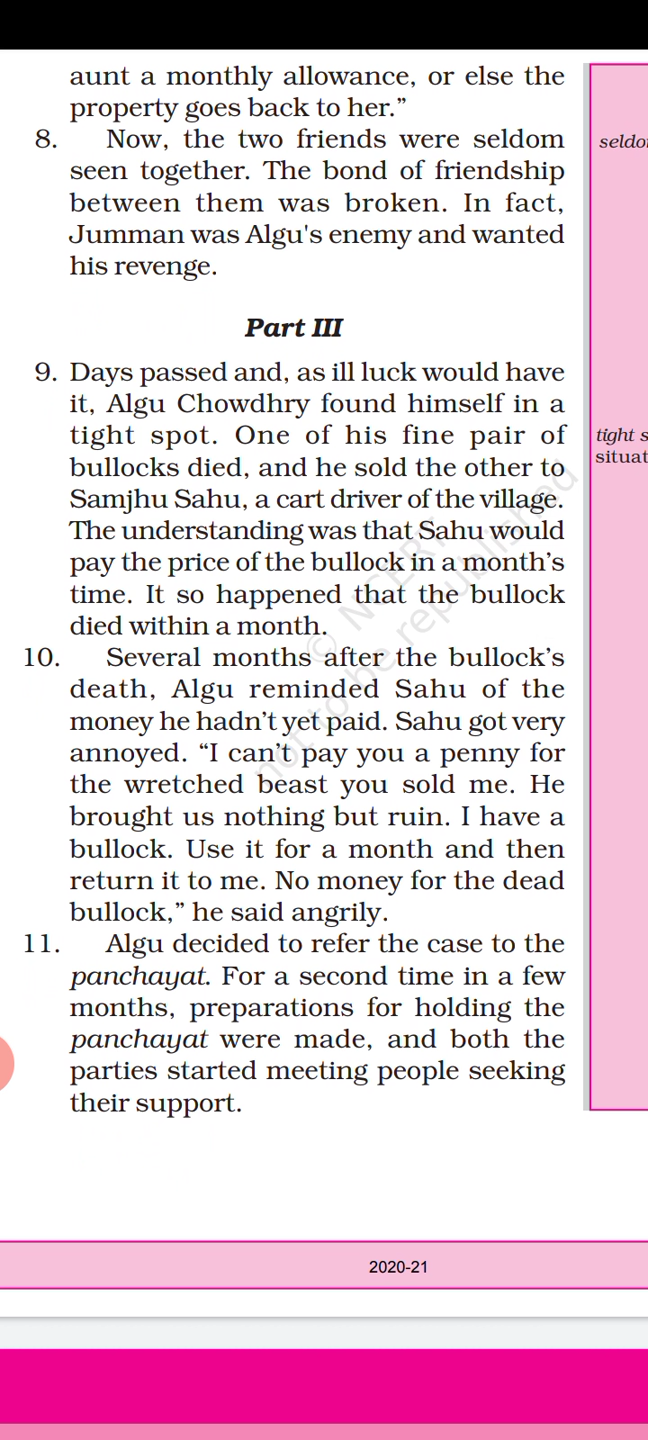 aunt a monthly allowance, or else the
property goes back to her.”
8. Now, the two friends were seldom
seen together. The bond of friendship
between them was broken. In fact,
Jumman was Algu's enemy and wanted
his revenge.
Part III
9. Days passed and, as ill luck would have
it, Algu Chowdhry found himself in a
tight spot. One of his fine pair of
bullocks died, and he sold the other to
Samjhu Sahu, a cart driver of the village.
The understanding was that Sahu would
pay the price of the bullock in a month’s
time. It so happened that the bullock
died within a month.
10. Several months after the bullock’s
death, Algu reminded Sahu of the
money he hadn’t yet paid. Sahu got very
annoyed. “I can’t pay you a penny for
the wretched beast you sold me. He
brought us nothing but ruin. I have a
bullock. Use it for a month and then
return it to me. No money for the dead
bullock,” he said angrily.
11. Algu decided to refer the case to the
panchayat. For a second time in a few
months, preparations for holding the
panchayat were made, and both the
parties started meeting people seeking
their support.
seldo
tight s
situat
© NCERT
not to be republished
2020-21